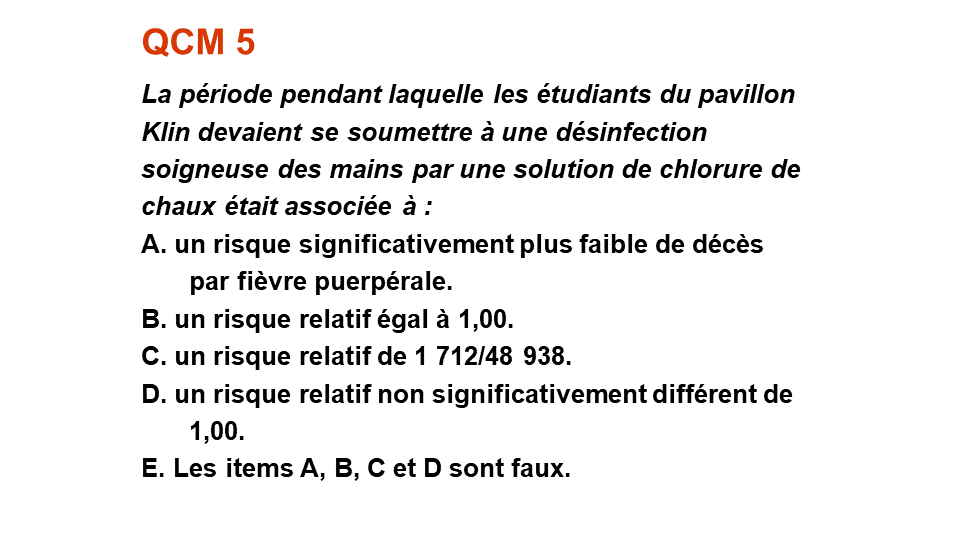 QCM 5
La période pendant laquelle les étudiants du pavillon
Klin devaient se soumettre à une désinfection
soigneuse des mains par une solution de chlorure de
chaux était associée à :
A. un risque significativement plus faible de décès
par fièvre puerpérale.
B. un risque relatif égal à 1,00.
C. un risque relatif de 1 712/48 938.
D. un risque relatif non significativement différent de
1,00.
E. Les items A, B, C et D sont faux.